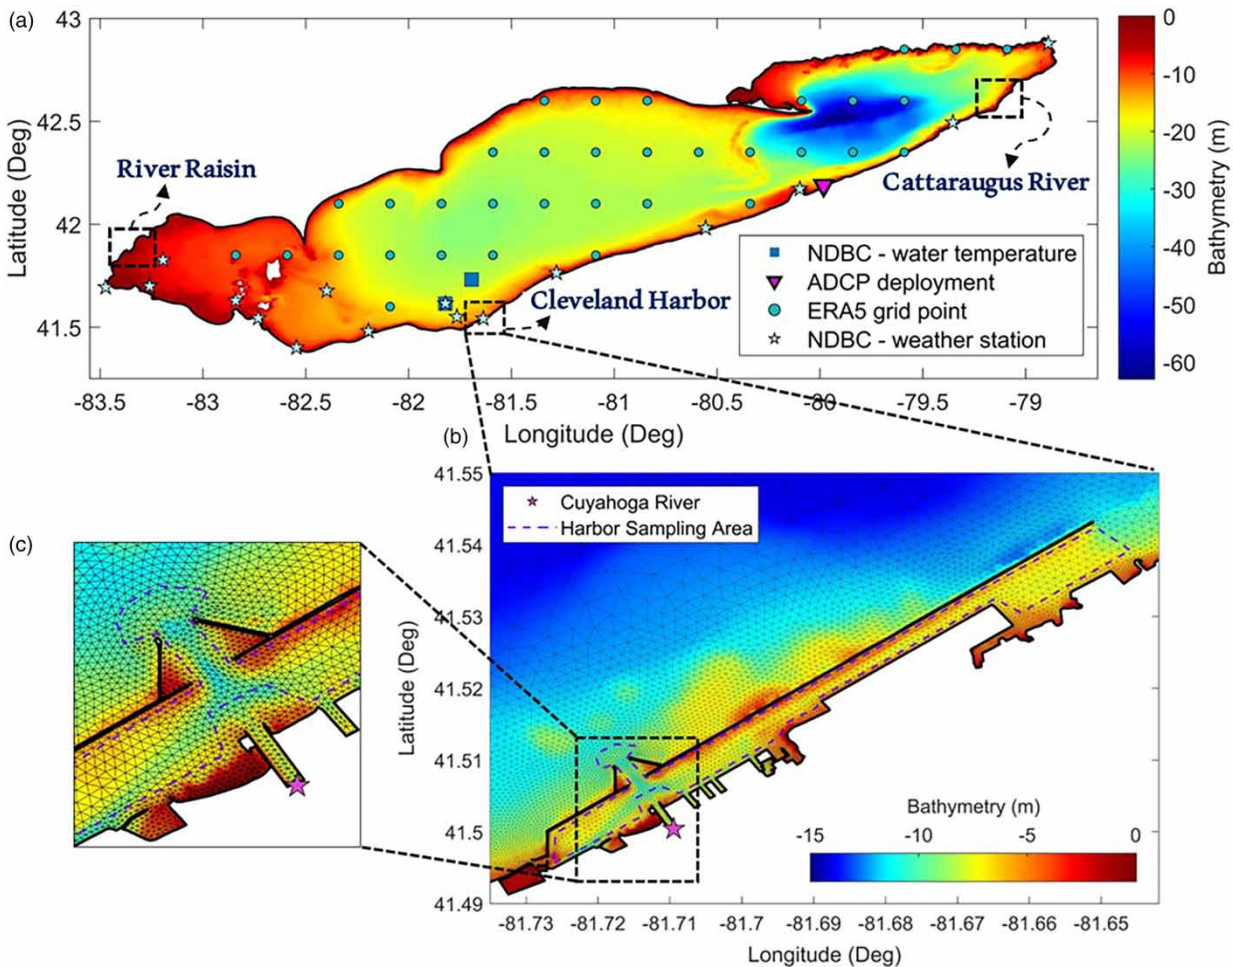 (a)
43
42.5
42
41.5
Latitude (Deg)
River Raisin
Cattaraugus River
Cleveland Harbor
NDBC - water temperature
ADCP deployment
ERA5 grid point
NDBC - weather station
-83.5 -83 -82.5 -82 -81.5 -81 -80.5 -80 -79.5 -79
Longitude (Deg)
0
-10
-20
-30
-40
-50
-60
Bathymetry (m)
(b)
41.55
41.54
41.53
41.52
41.51
41.5
41.49
Latitude (Deg)
Cuyahoga River
Harbor Sampling Area
Bathymetry (m)
-15 -10 -5 0
-81.73 -81.72 -81.71 -81.7 -81.69 -81.68 -81.67 -81.66 -81.65
Longitude (Deg)
(c)